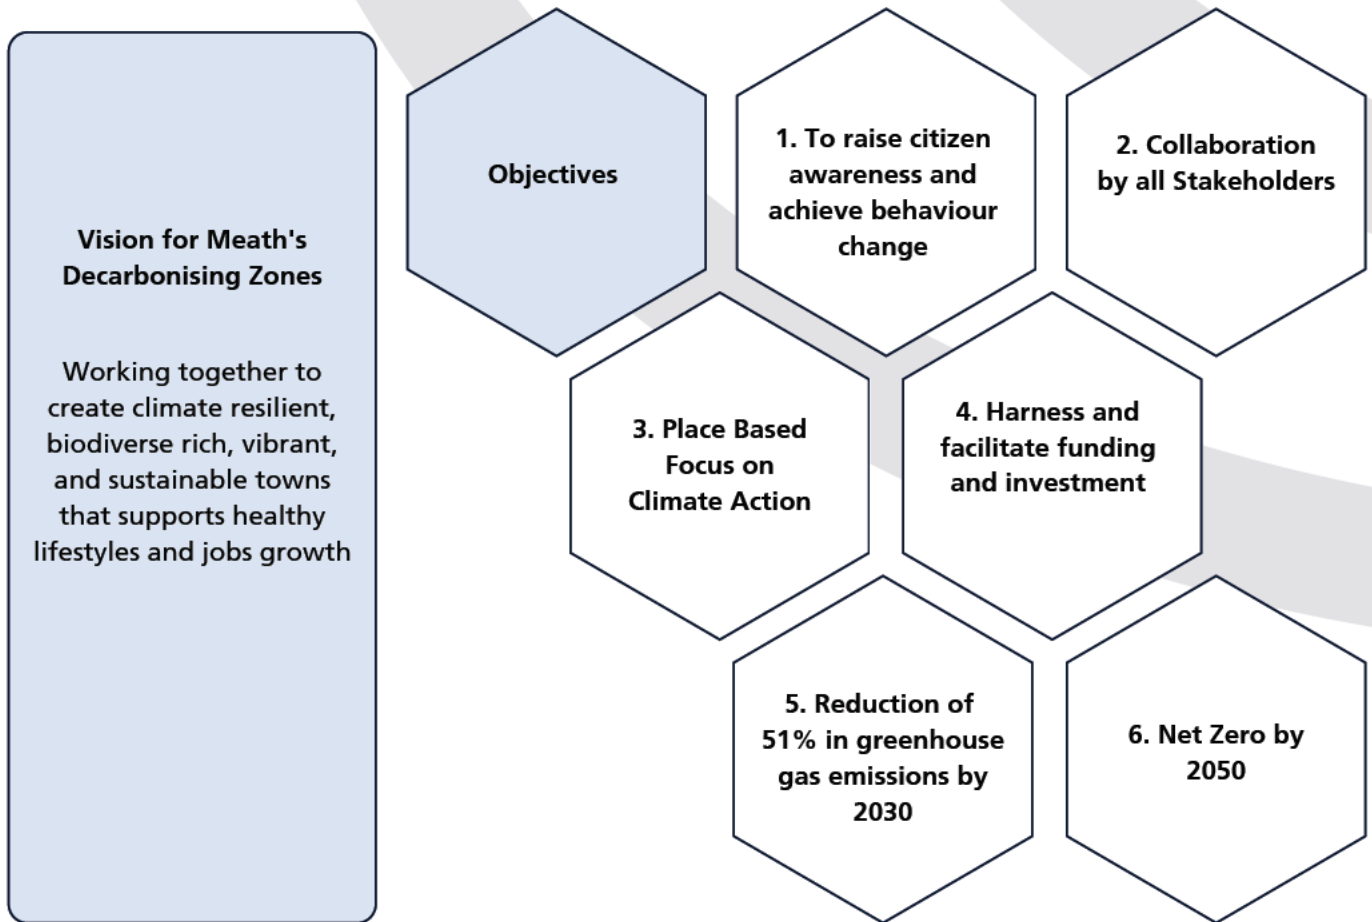 Vision for Meath's
Decarbonising Zones
Working together to
create climate resilient,
biodiverse rich, vibrant,
and sustainable towns
that supports healthy
lifestyles and jobs growth
Objectives
1. To raise citizen
awareness and
achieve behaviour
change
2. Collaboration
by all Stakeholders
3. Place Based
Focus on
Climate Action
4. Harness and
facilitate funding
and investment
5. Reduction of
51% in greenhouse
gas emissions by
2030
6. Net Zero by
2050